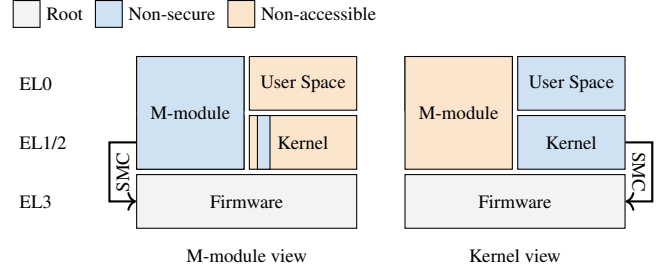 Root Non-secure Non-accessible
EL0 User Space User Space
M-module M-module
EL1/2 Kernel Kernel
SMC SMC
EL3 Firmware Firmware
M-module view Kernel view